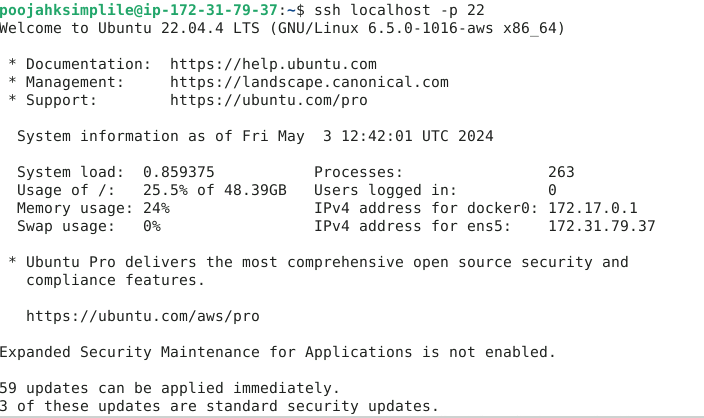 poojahksimplile@ip-172-31-79-37:~$ ssh localhost -p 22
Welcome to Ubuntu 22.04.4 LTS (GNU/Linux 6.5.0-1016-aws x86_64)
* Documentation:  https://help.ubuntu.com
* Management:     https://landscape.canonical.com
* Support:        https://ubuntu.com/pro
System information as of Fri May  3 12:42:01 UTC 2024
System load:  0.859375           Processes:                263
Usage of /:   25.5% of 48.39GB   Users logged in:          0
Memory usage: 24%                IPv4 address for docker0: 172.17.0.1
Swap usage:   0%                 IPv4 address for ens5:    172.31.79.37
* Ubuntu Pro delivers the most comprehensive open source security and
compliance features.
https://ubuntu.com/aws/pro
Expanded Security Maintenance for Applications is not enabled.
59 updates can be applied immediately.
3 of these updates are standard security updates.